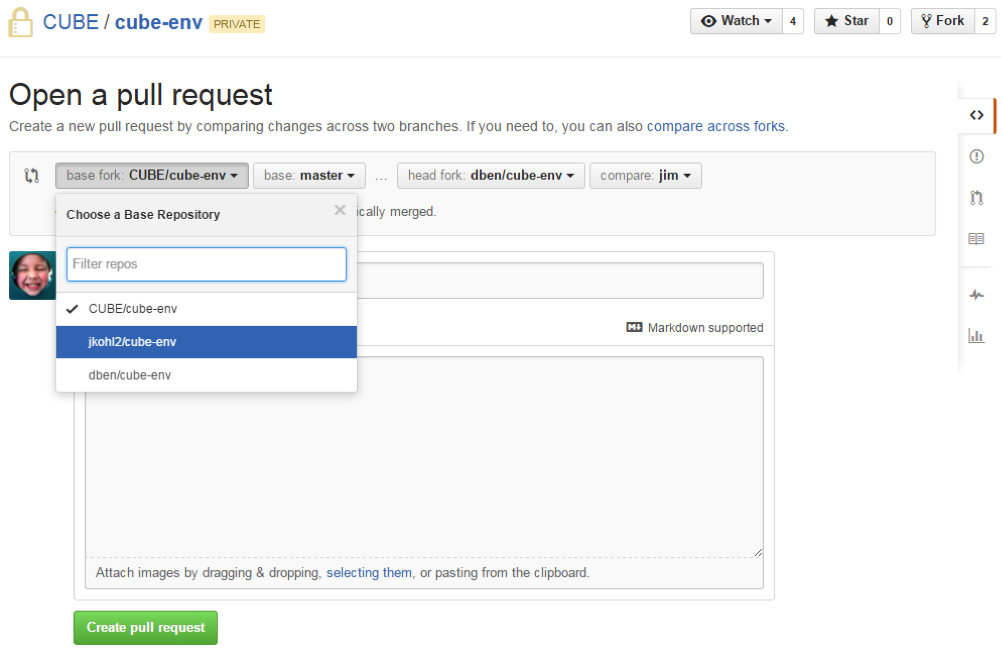 CUBE / cube-env PRIVATE
Watch 4 Star 0 Fork 2
Open a pull request
Create a new pull request by comparing changes across two branches. If you need to, you can also compare across forks.
base fork: CUBE/cube-env base: master ... head fork: dben/cube-env compare: jim
Choose a Base Repository ×
ically merged.
Filter repos
CUBE/cube-env
jkohl2/cube-env
Markdown supported
dben/cube-env
Attach images by dragging & dropping, selecting them, or pasting from the clipboard.
Create pull request